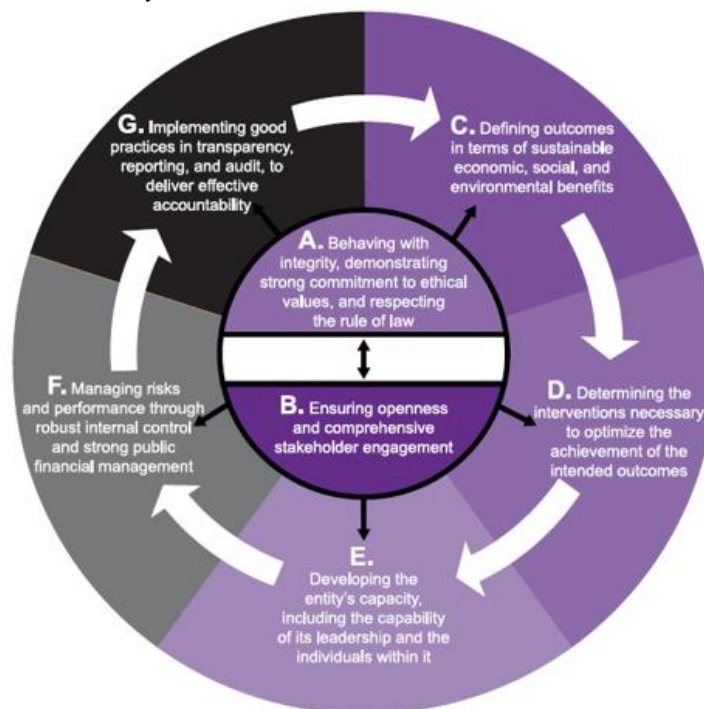 G. Implementing good
practices in transparency,
reporting, and audit, to
deliver effective
accountability
C. Defining outcomes
in terms of sustainable
economic, social, and
environmental benefits
A. Behaving with
integrity, demonstrating
strong commitment to ethical
values, and respecting
the rule of law
B. Ensuring openness
and comprehensive
stakeholder engagement
D. Determining the
interventions necessary
to optimize the
achievement of the
intended outcomes
E.
Developing the
entity's capacity,
including the capability
of its leadership and the
individuals within it
F. Managing risks
and performance through
robust internal control
and strong public
financial management